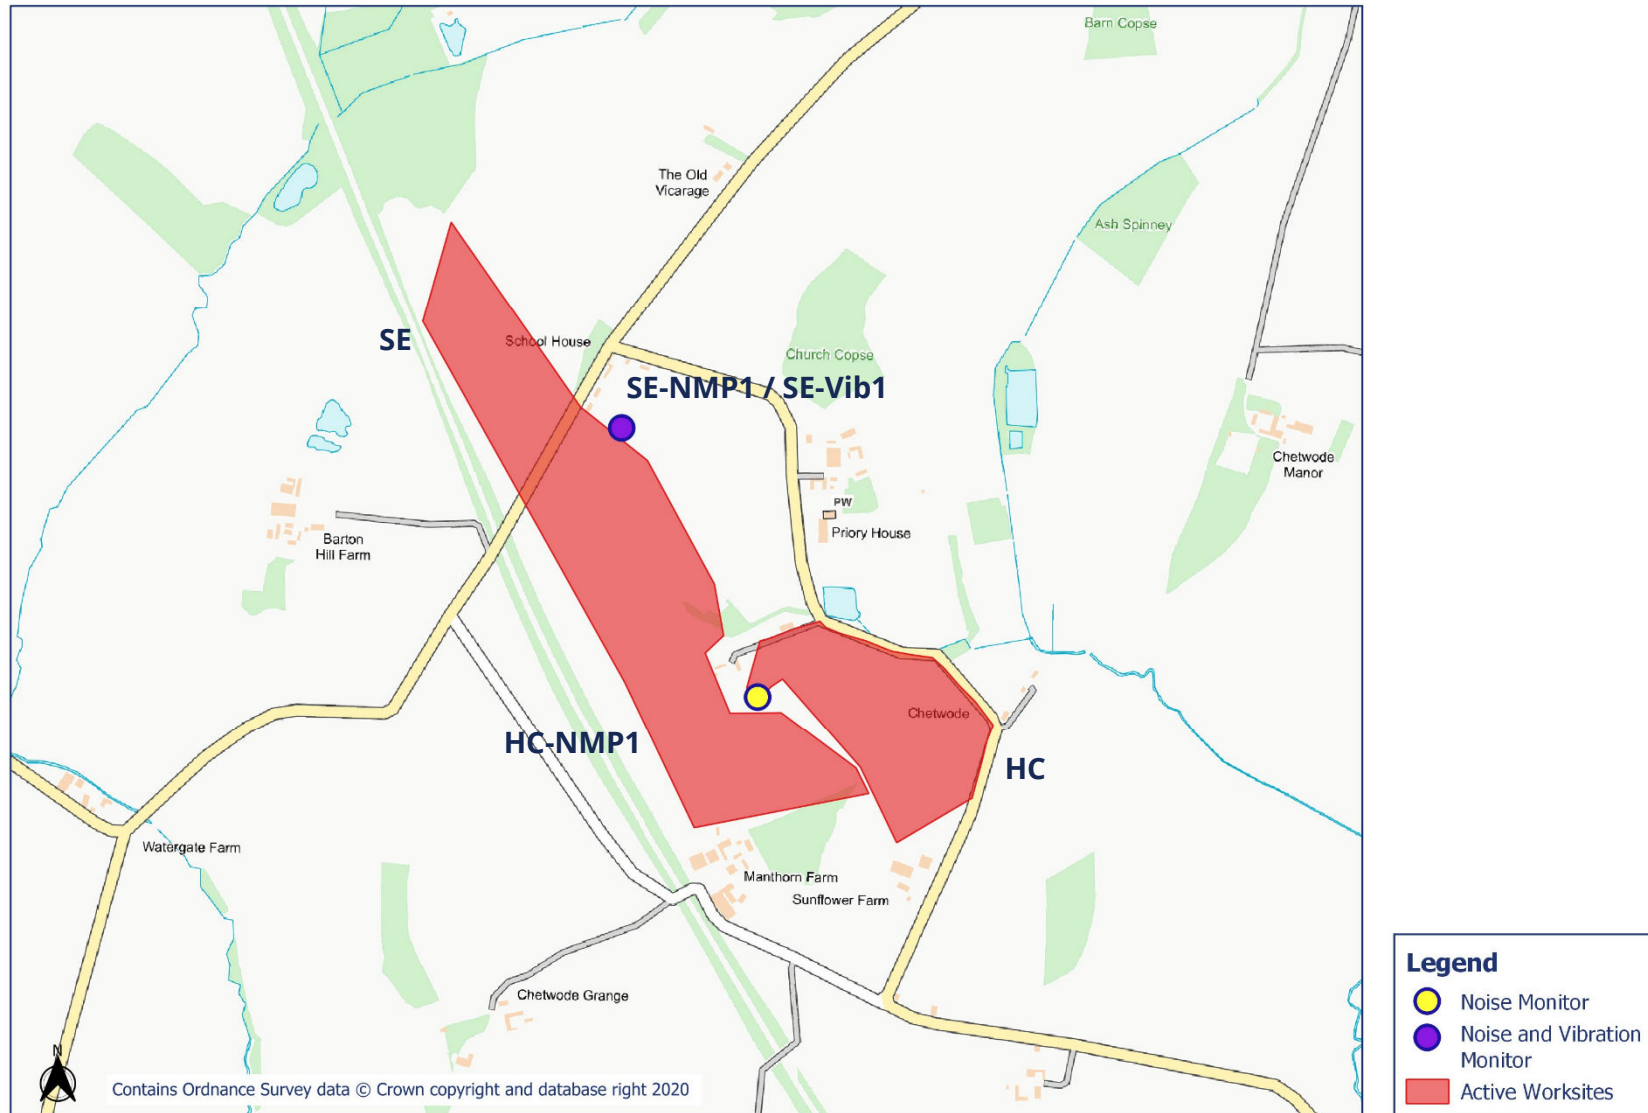 Barn Copse
The Old
Vicarage
Ash Spinney
SE
School House
Church Copse
SE-NMP1 / SE-Vib1
Chetwode
Manor
PW
Priory House
Barton
Hill Farm
Chetwode
HC-NMP1
HC
Watergate Farm
Manthorn Farm
Sunflower Farm
Chetwode Grange
N
Contains Ordnance Survey data © Crown copyright and database right 2020
Legend
Noise Monitor
Noise and Vibration
Monitor
Active Worksites